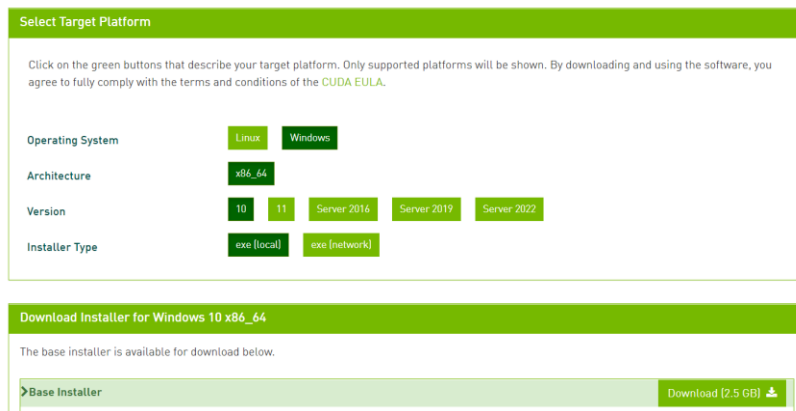 Select Target Platform
Click on the green buttons that describe your target platform. Only supported platforms will be shown. By downloading and using the software, you
agree to fully comply with the terms and conditions of the CUDA EULA.
Operating System Linux Windows
Architecture x86_64
Version 10 11 Server 2016 Server 2019 Server 2022
Installer Type exe (local) exe (network)
Download Installer for Windows 10 x86_64
The base installer is available for download below.
Base Installer Download (2.5 GB)